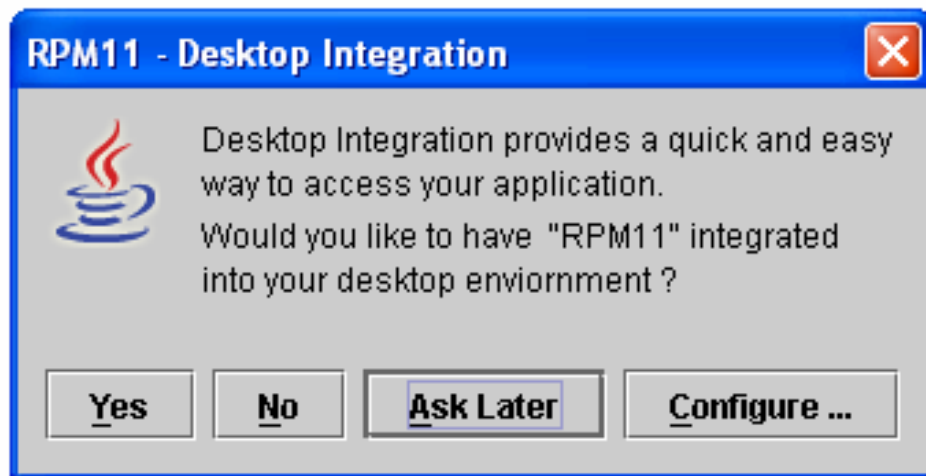 RPM11 - Desktop Integration
Desktop Integration provides a quick and easy
way to access your application.
Would you like to have "RPM11" integrated
into your desktop enviornment ?
Yes No Ask Later Configure ...